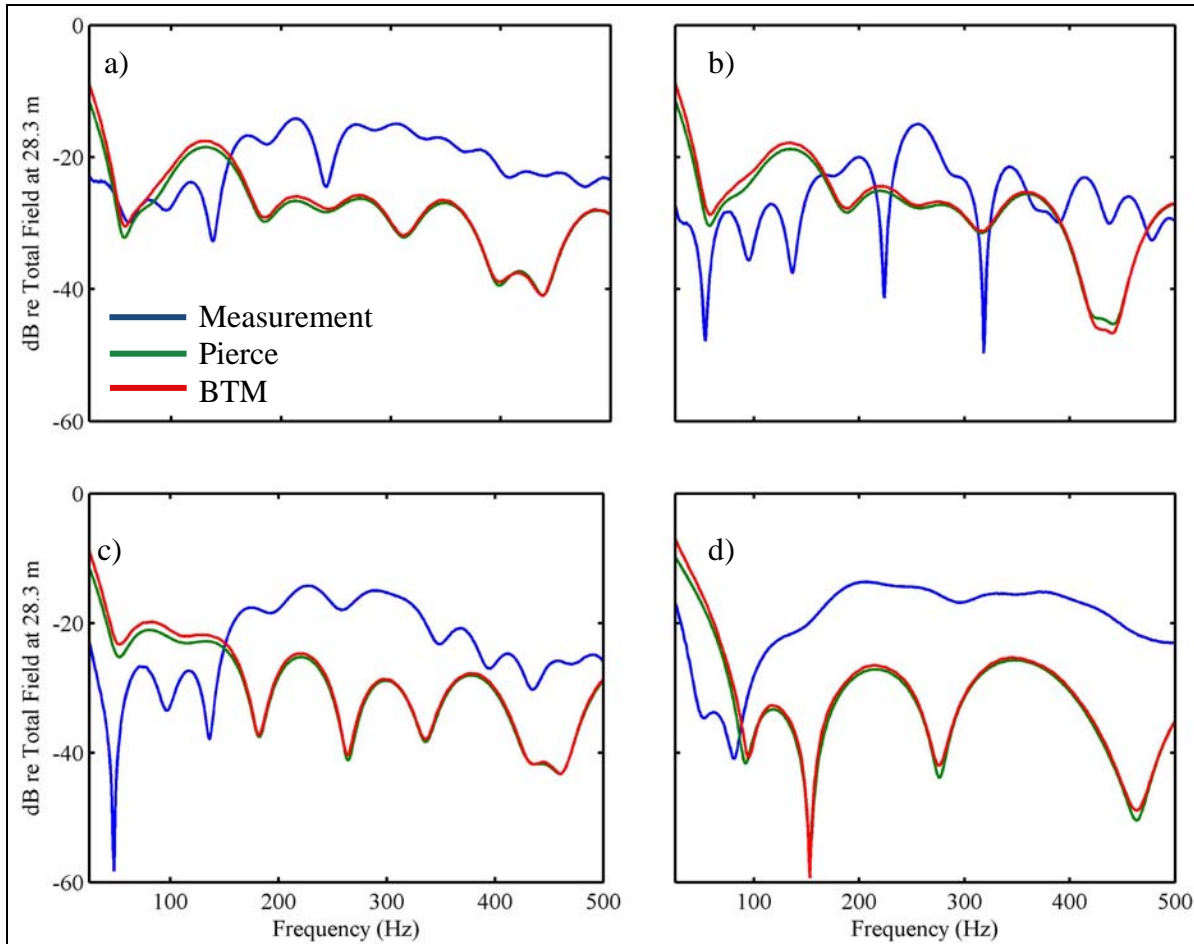 0
a)
b)
-20
dB re Total Field at 28.3 m
-40
Measurement
Pierce
BTM
-60
0
c)
d)
-20
dB re Total Field at 28.3 m
-40
-60
100 200 300 400 500
100 200 300 400 500
Frequency (Hz)
Frequency (Hz)